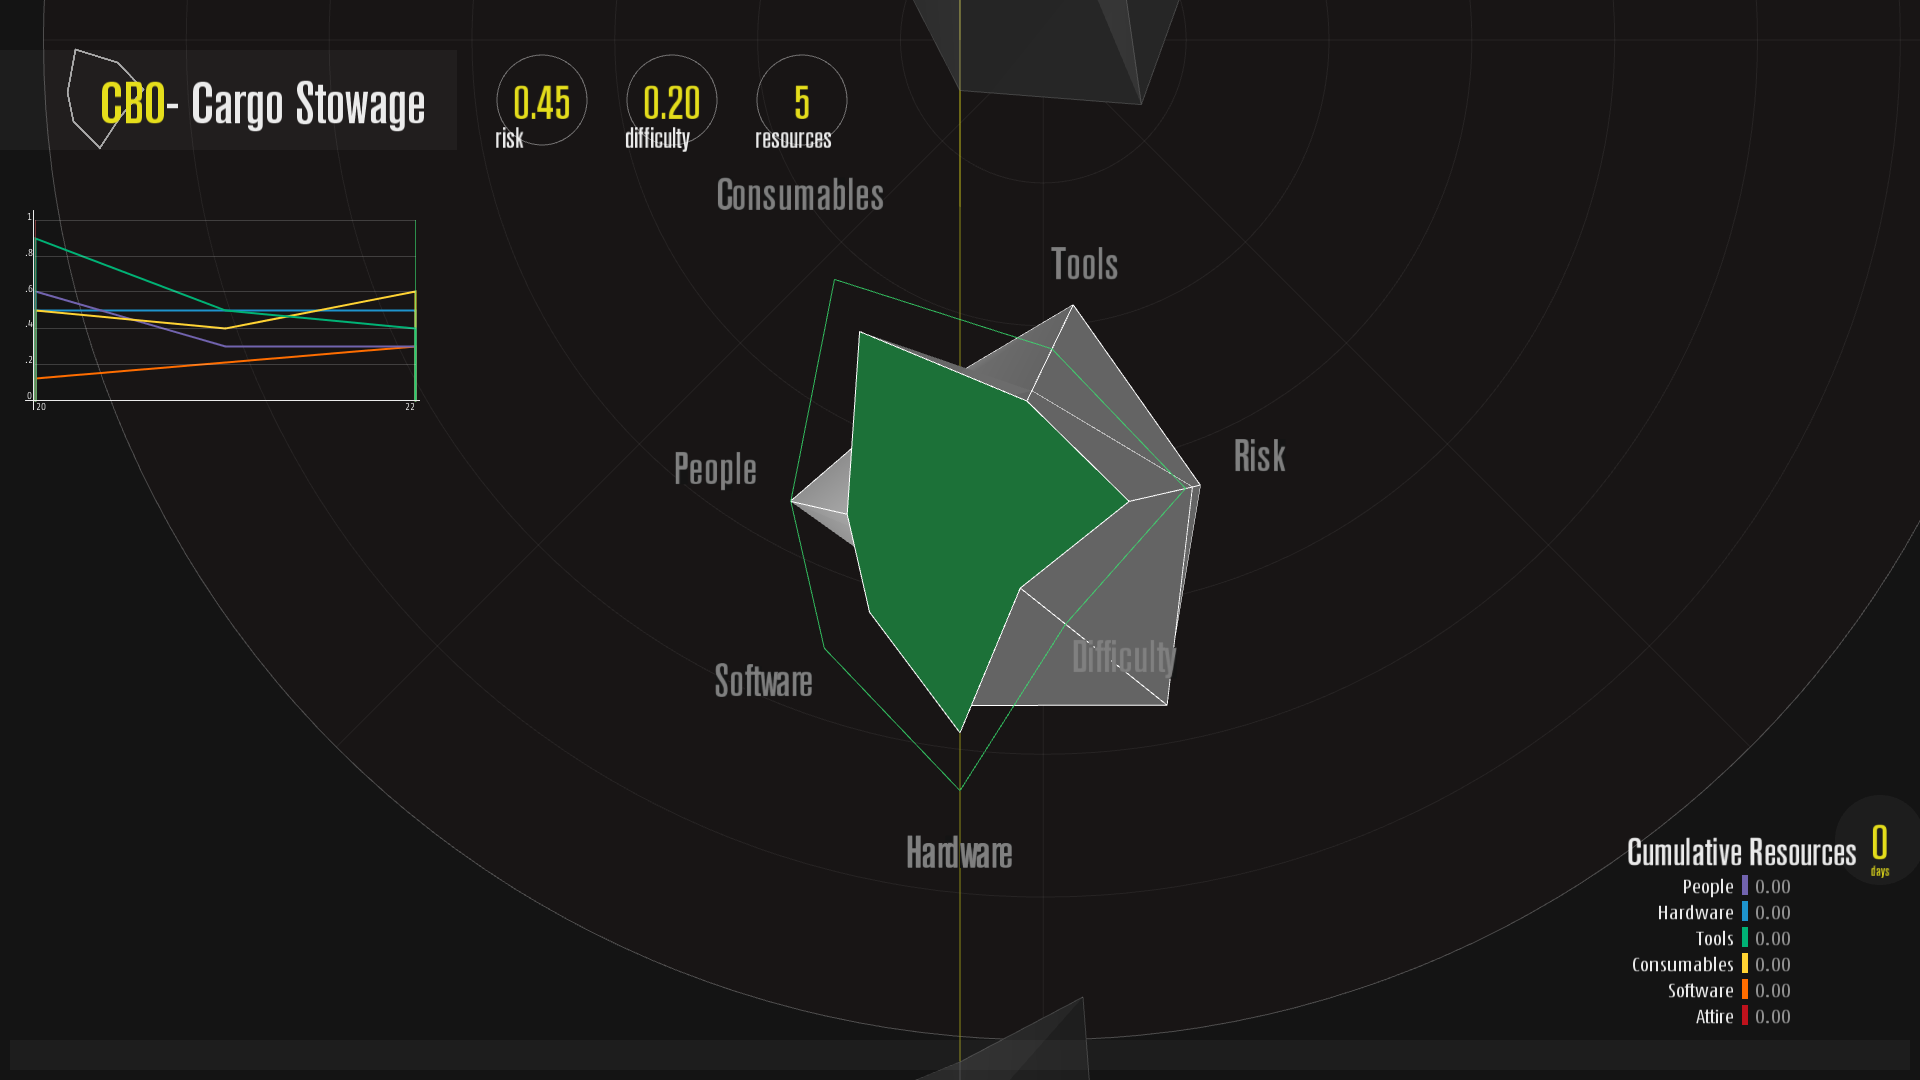 CBO- Cargo Stowage
0.45
risk
0.20
difficulty
5
resources
Consumables
Tools
1
.8
.6
.4
.2
0
20
22
People
Risk
Software
Difficulty
Hardware
Cumulative Resources
0
days
People 0.00
Hardware 0.00
Tools 0.00
Consumables 0.00
Software 0.00
Attire 0.00